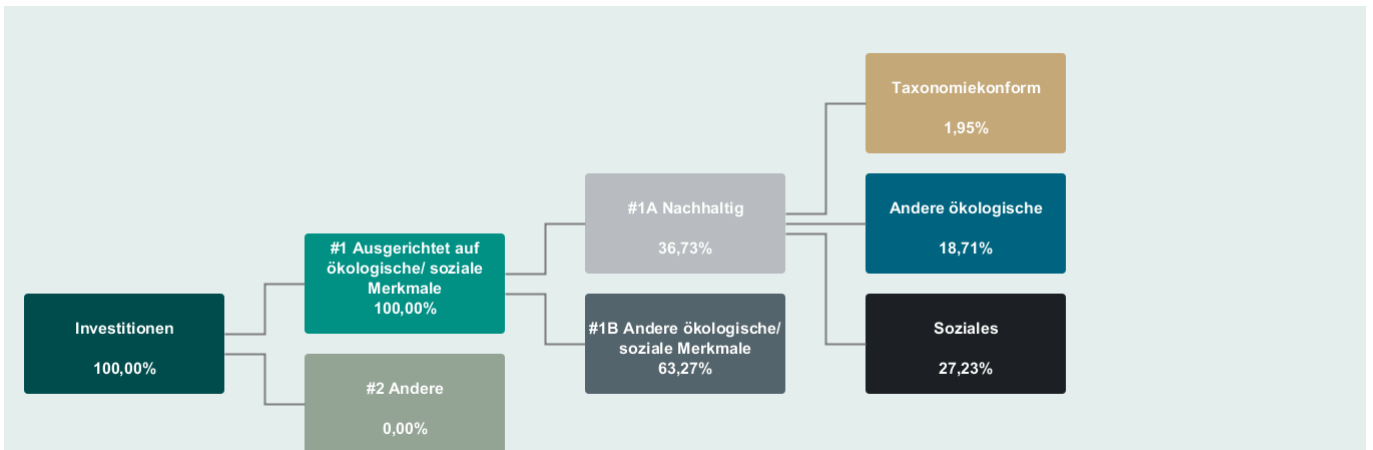 Investitionen
100,00%
#1 Ausgerichtet auf
ökologische/ soziale
Merkmale
100,00%
#2 Andere
0,00%
#1A Nachhaltig
36,73%
#1B Andere ökologische/
soziale Merkmale
63,27%
Taxonomiekonform
1,95%
Andere ökologische
18,71%
Soziales
27,23%